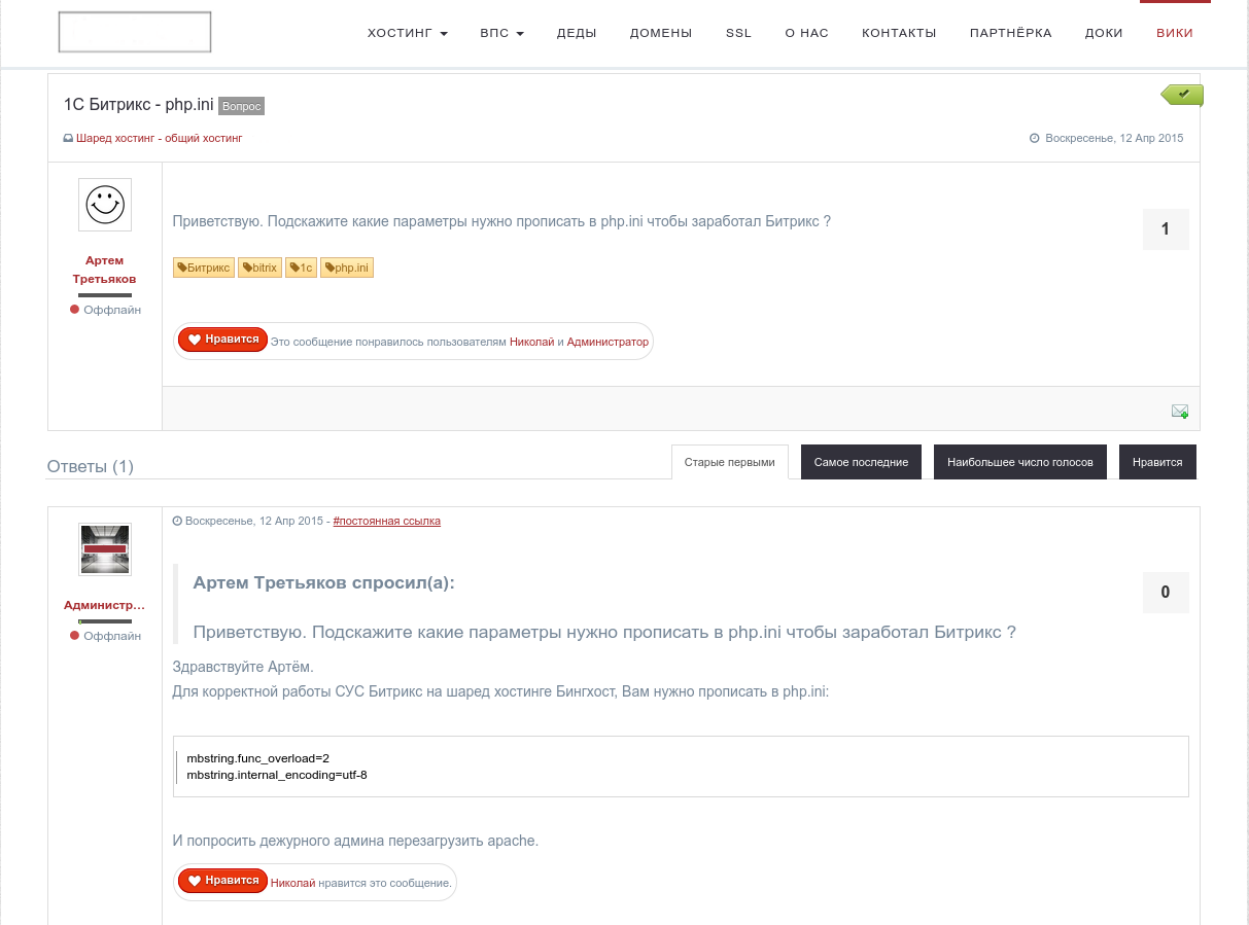 ХОСТИНГ ВПС ДЕДЫ ДОМЕНЫ SSL О НАС КОНТАКТЫ ПАРТНЁРКА ДОКИ ВИКИ
1С Битрикс - php.ini Вопрос
Шаред хостинг - общий хостинг
Воскресенье, 12 Апр 2015
Артем
Третьяков
Оффлайн
Приветствую. Подскажите какие параметры нужно прописать в php.ini чтобы заработал Битрикс ?
1
Битрикс bitrix 1c php.ini
Нравится Это сообщение понравилось пользователям Николай и Администратор
Ответы (1)
Старые первыми Самое последние Наибольшее число голосов Нравится
Администр...
Оффлайн
Воскресенье, 12 Апр 2015 - #постоянная ссылка
Артем Третьяков спросил(а):
0
Приветствую. Подскажите какие параметры нужно прописать в php.ini чтобы заработал Битрикс ?
Здравствуйте Артём.
Для корректной работы СУС Битрикс на шаред хостинге Бингхост, Вам нужно прописать в php.ini:
mbstring.func_overload=2
mbstring.internal_encoding=utf-8
И попросить дежурного админа перезагрузить apache.
Нравится Николай нравится это сообщение.